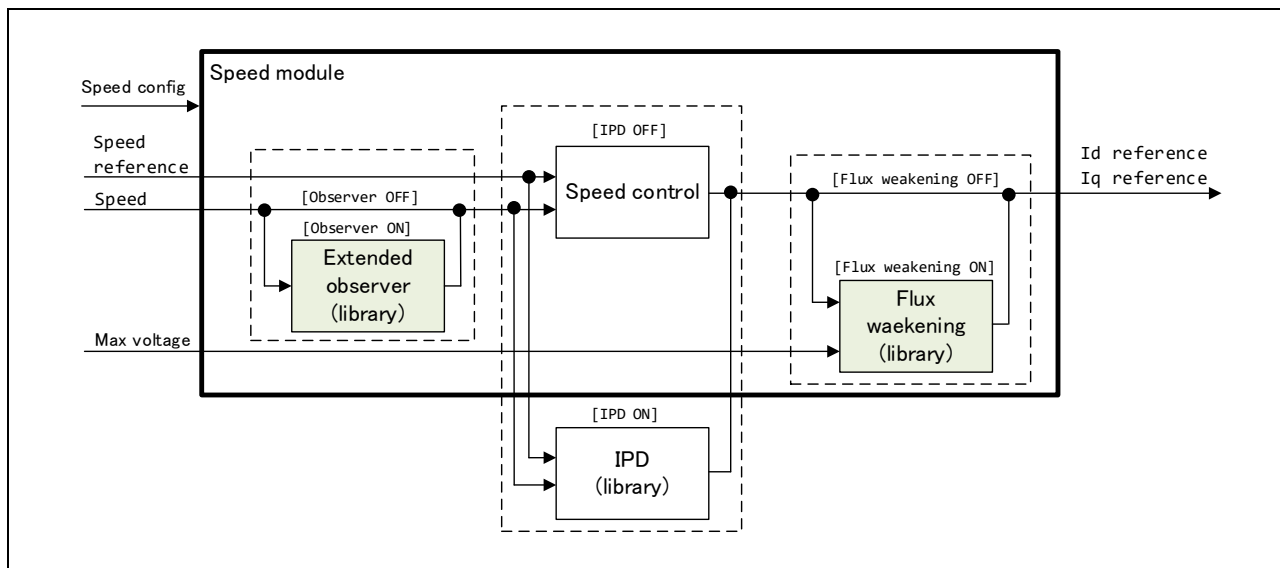 Speed module
Speed config
[IPD OFF]
Speed
reference
Speed control
Id reference
Iq reference
[Flux weakening OFF]
Speed
[Observer OFF]
[Observer ON]
Extended
observer
(library)
[Flux weakening ON]
Flux
waekening
(library)
Max voltage
[IPD ON]
IPD
(library)